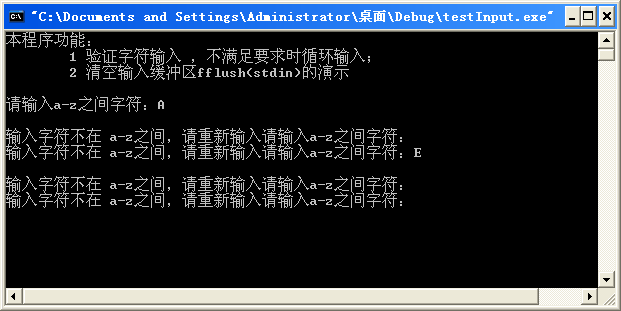 "C:\Documents and Settings\Administrator\桌面\Debug\testInput.exe"
本程序功能：
1 验证字符输入 ，不满足要求时循环输入；
2 清空输入缓冲区fflush(stdin)的演示
请输入a-z之间字符：A
输入字符不在 a-z之间，请重新输入请输入a-z之间字符：
输入字符不在 a-z之间，请重新输入请输入a-z之间字符：E
输入字符不在 a-z之间，请重新输入请输入a-z之间字符：
输入字符不在 a-z之间，请重新输入请输入a-z之间字符：